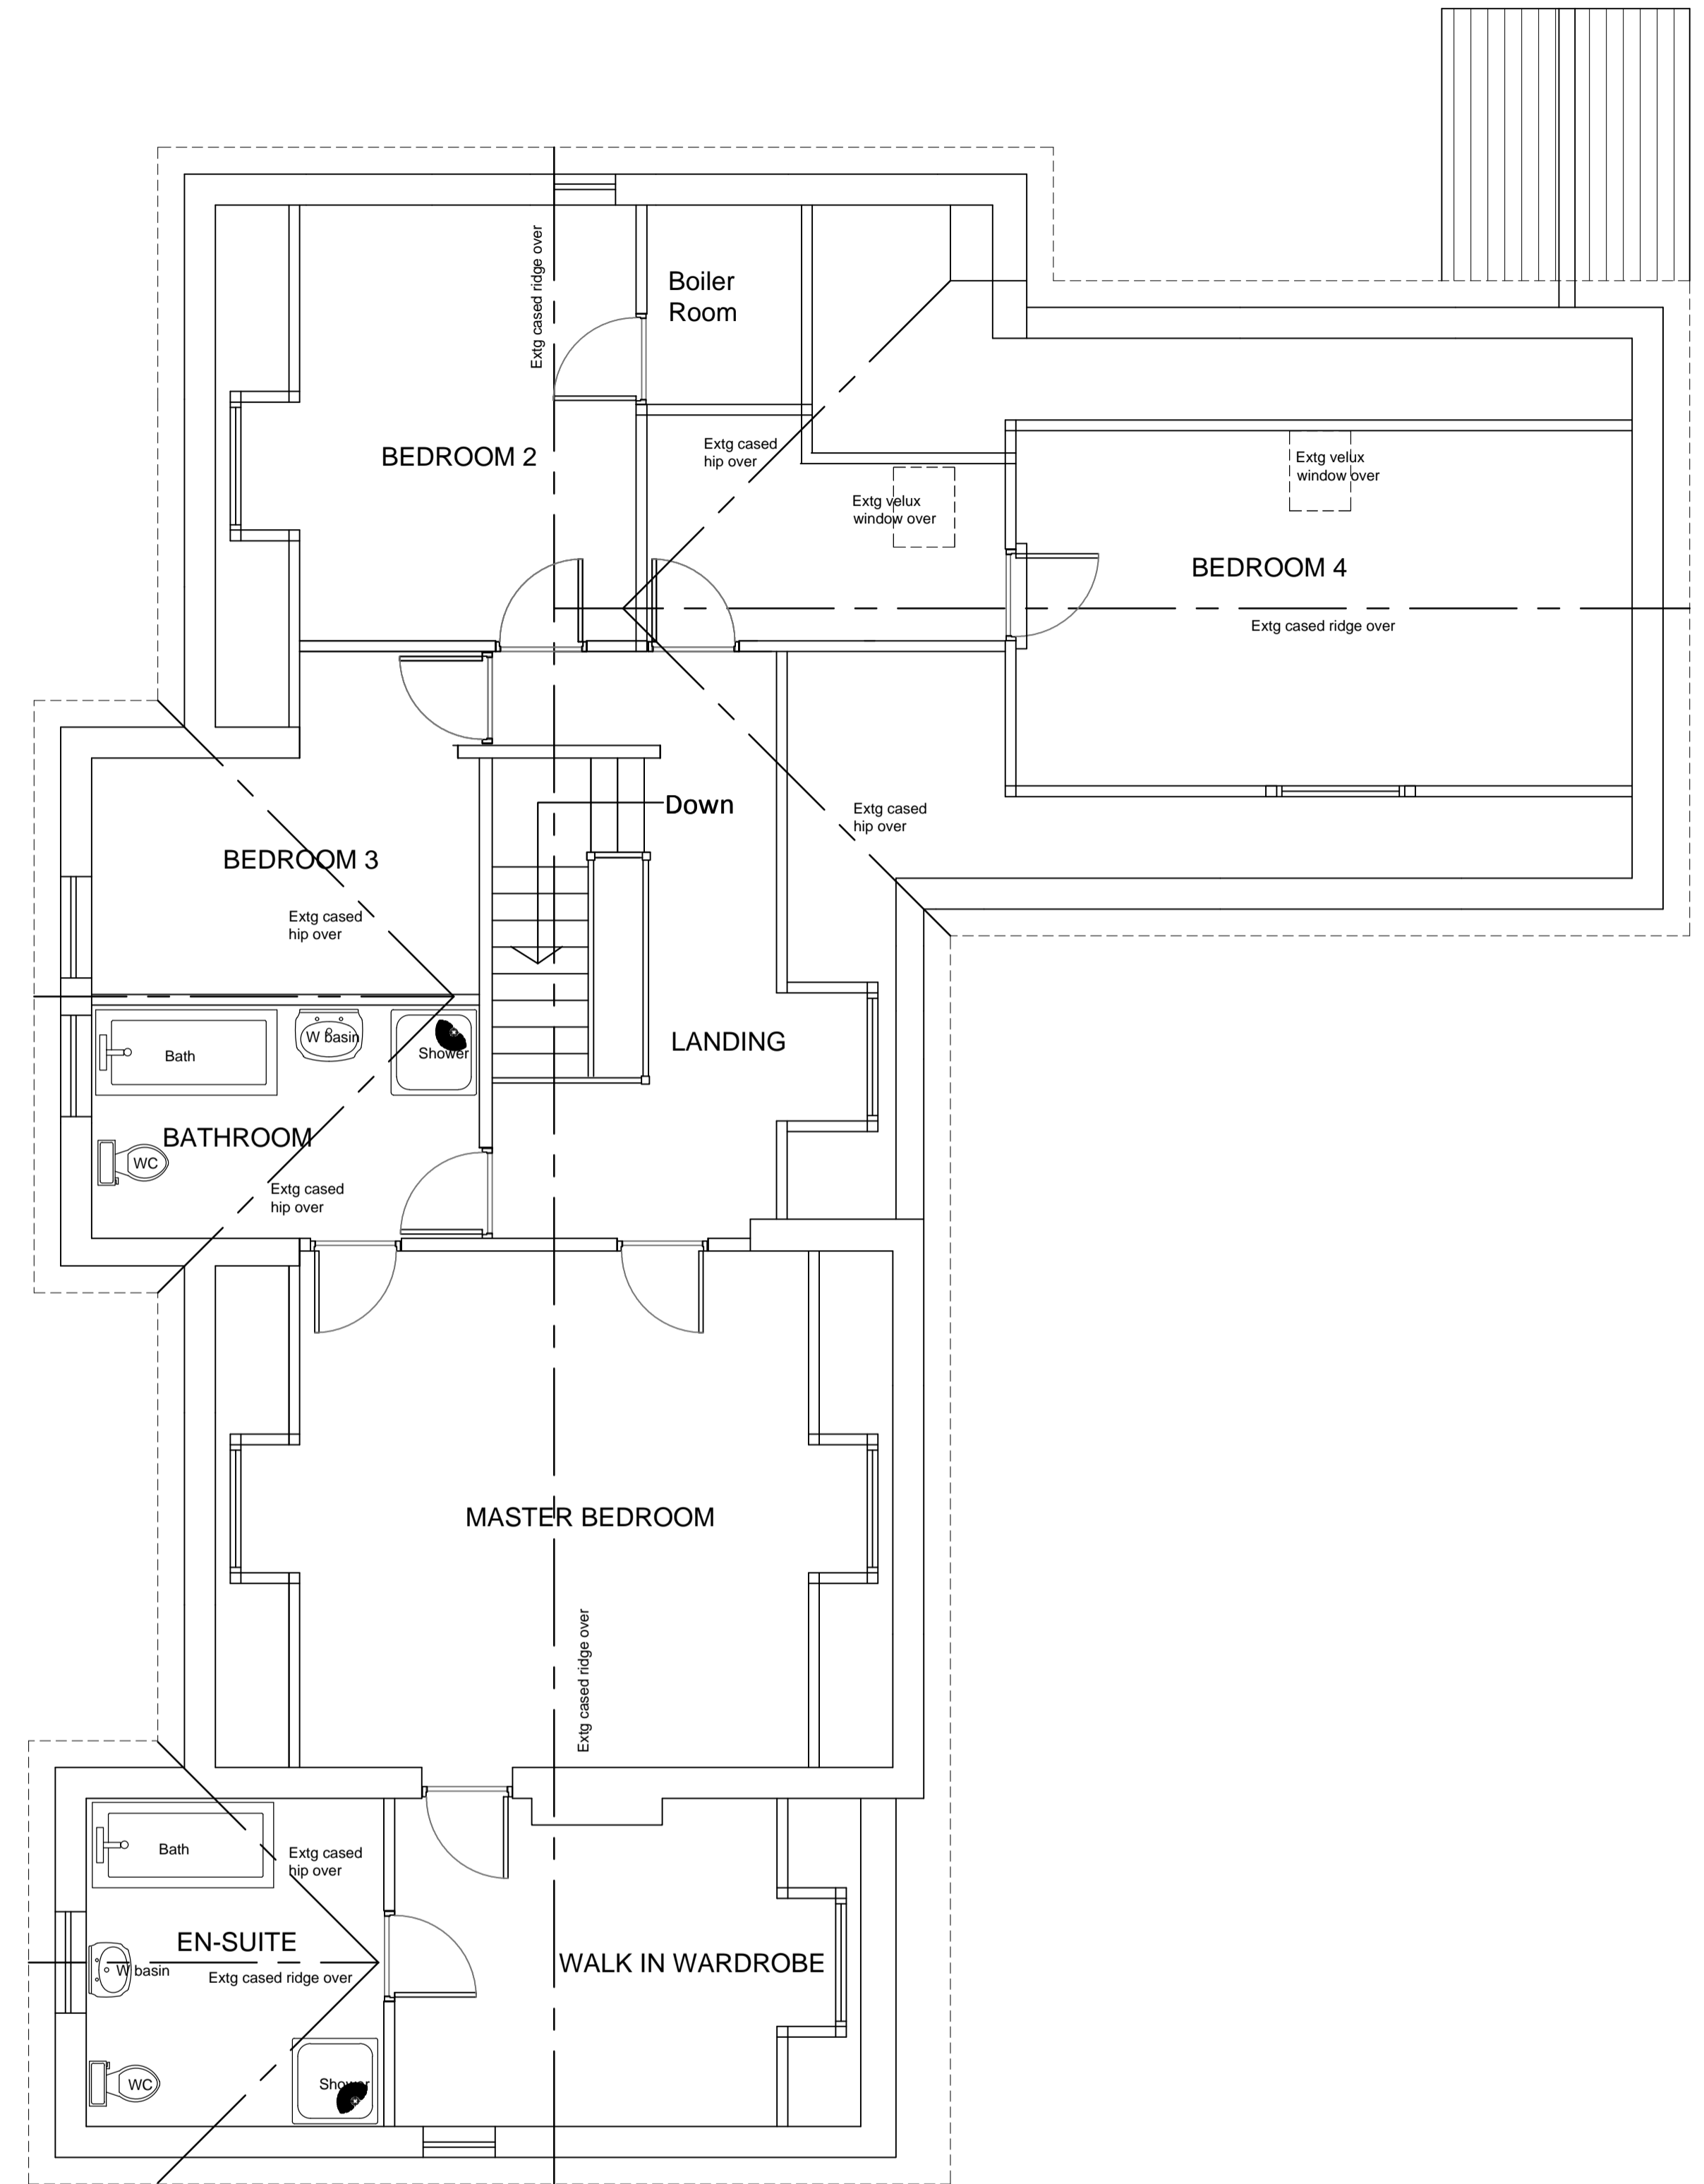 Extg cased ridge over
Boiler
Room
BEDROOM 2
Extg cased
hip over
Extg velux
window over
Extg velux
window over
BEDROOM 4
Extg cased ridge over
Down
Extg cased
hip over
BEDROOM 3
Extg cased
hip over
Bath
W basin
Shower
LANDING
BATHROOM
WC
Extg cased
hip over
MASTER BEDROOM
Extg cased ridge over
Bath
Extg cased
hip over
EN-SUITE
W basin
Extg cased ridge over
WALK IN WARDROBE
WC
Shower